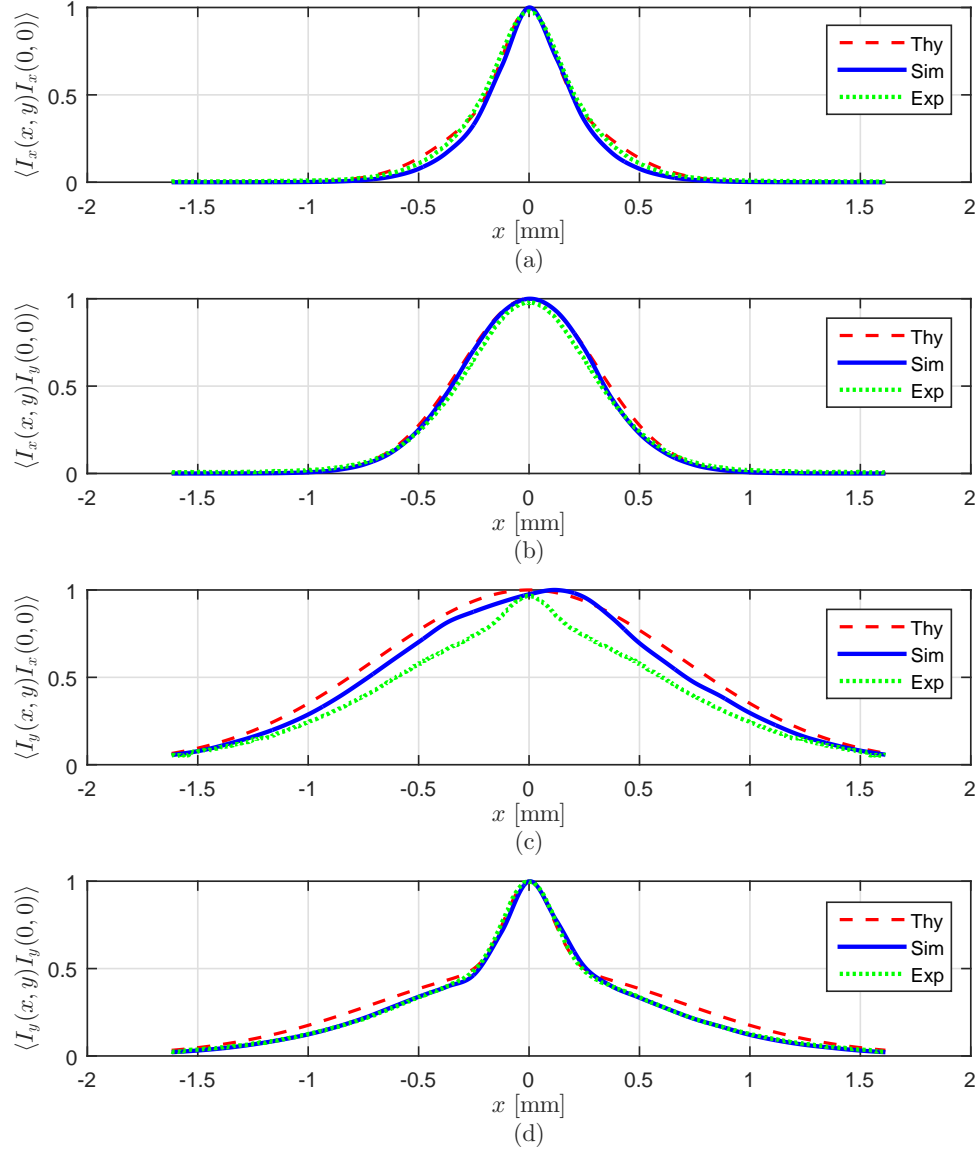 ⟨I_x(x, y)I_x(0, 0)⟩
1
0.5
0
-2 -1.5 -1 -0.5 0 0.5 1 1.5 2
x [mm]
Thy
Sim
Exp
(a)
⟨I_x(x, y)I_y(0, 0)⟩
1
0.5
0
-2 -1.5 -1 -0.5 0 0.5 1 1.5 2
x [mm]
Thy
Sim
Exp
(b)
⟨I_y(x, y)I_x(0, 0)⟩
1
0.5
0
-2 -1.5 -1 -0.5 0 0.5 1 1.5 2
x [mm]
Thy
Sim
Exp
(c)
⟨I_y(x, y)I_y(0, 0)⟩
1
0.5
0
-2 -1.5 -1 -0.5 0 0.5 1 1.5 2
x [mm]
Thy
Sim
Exp
(d)